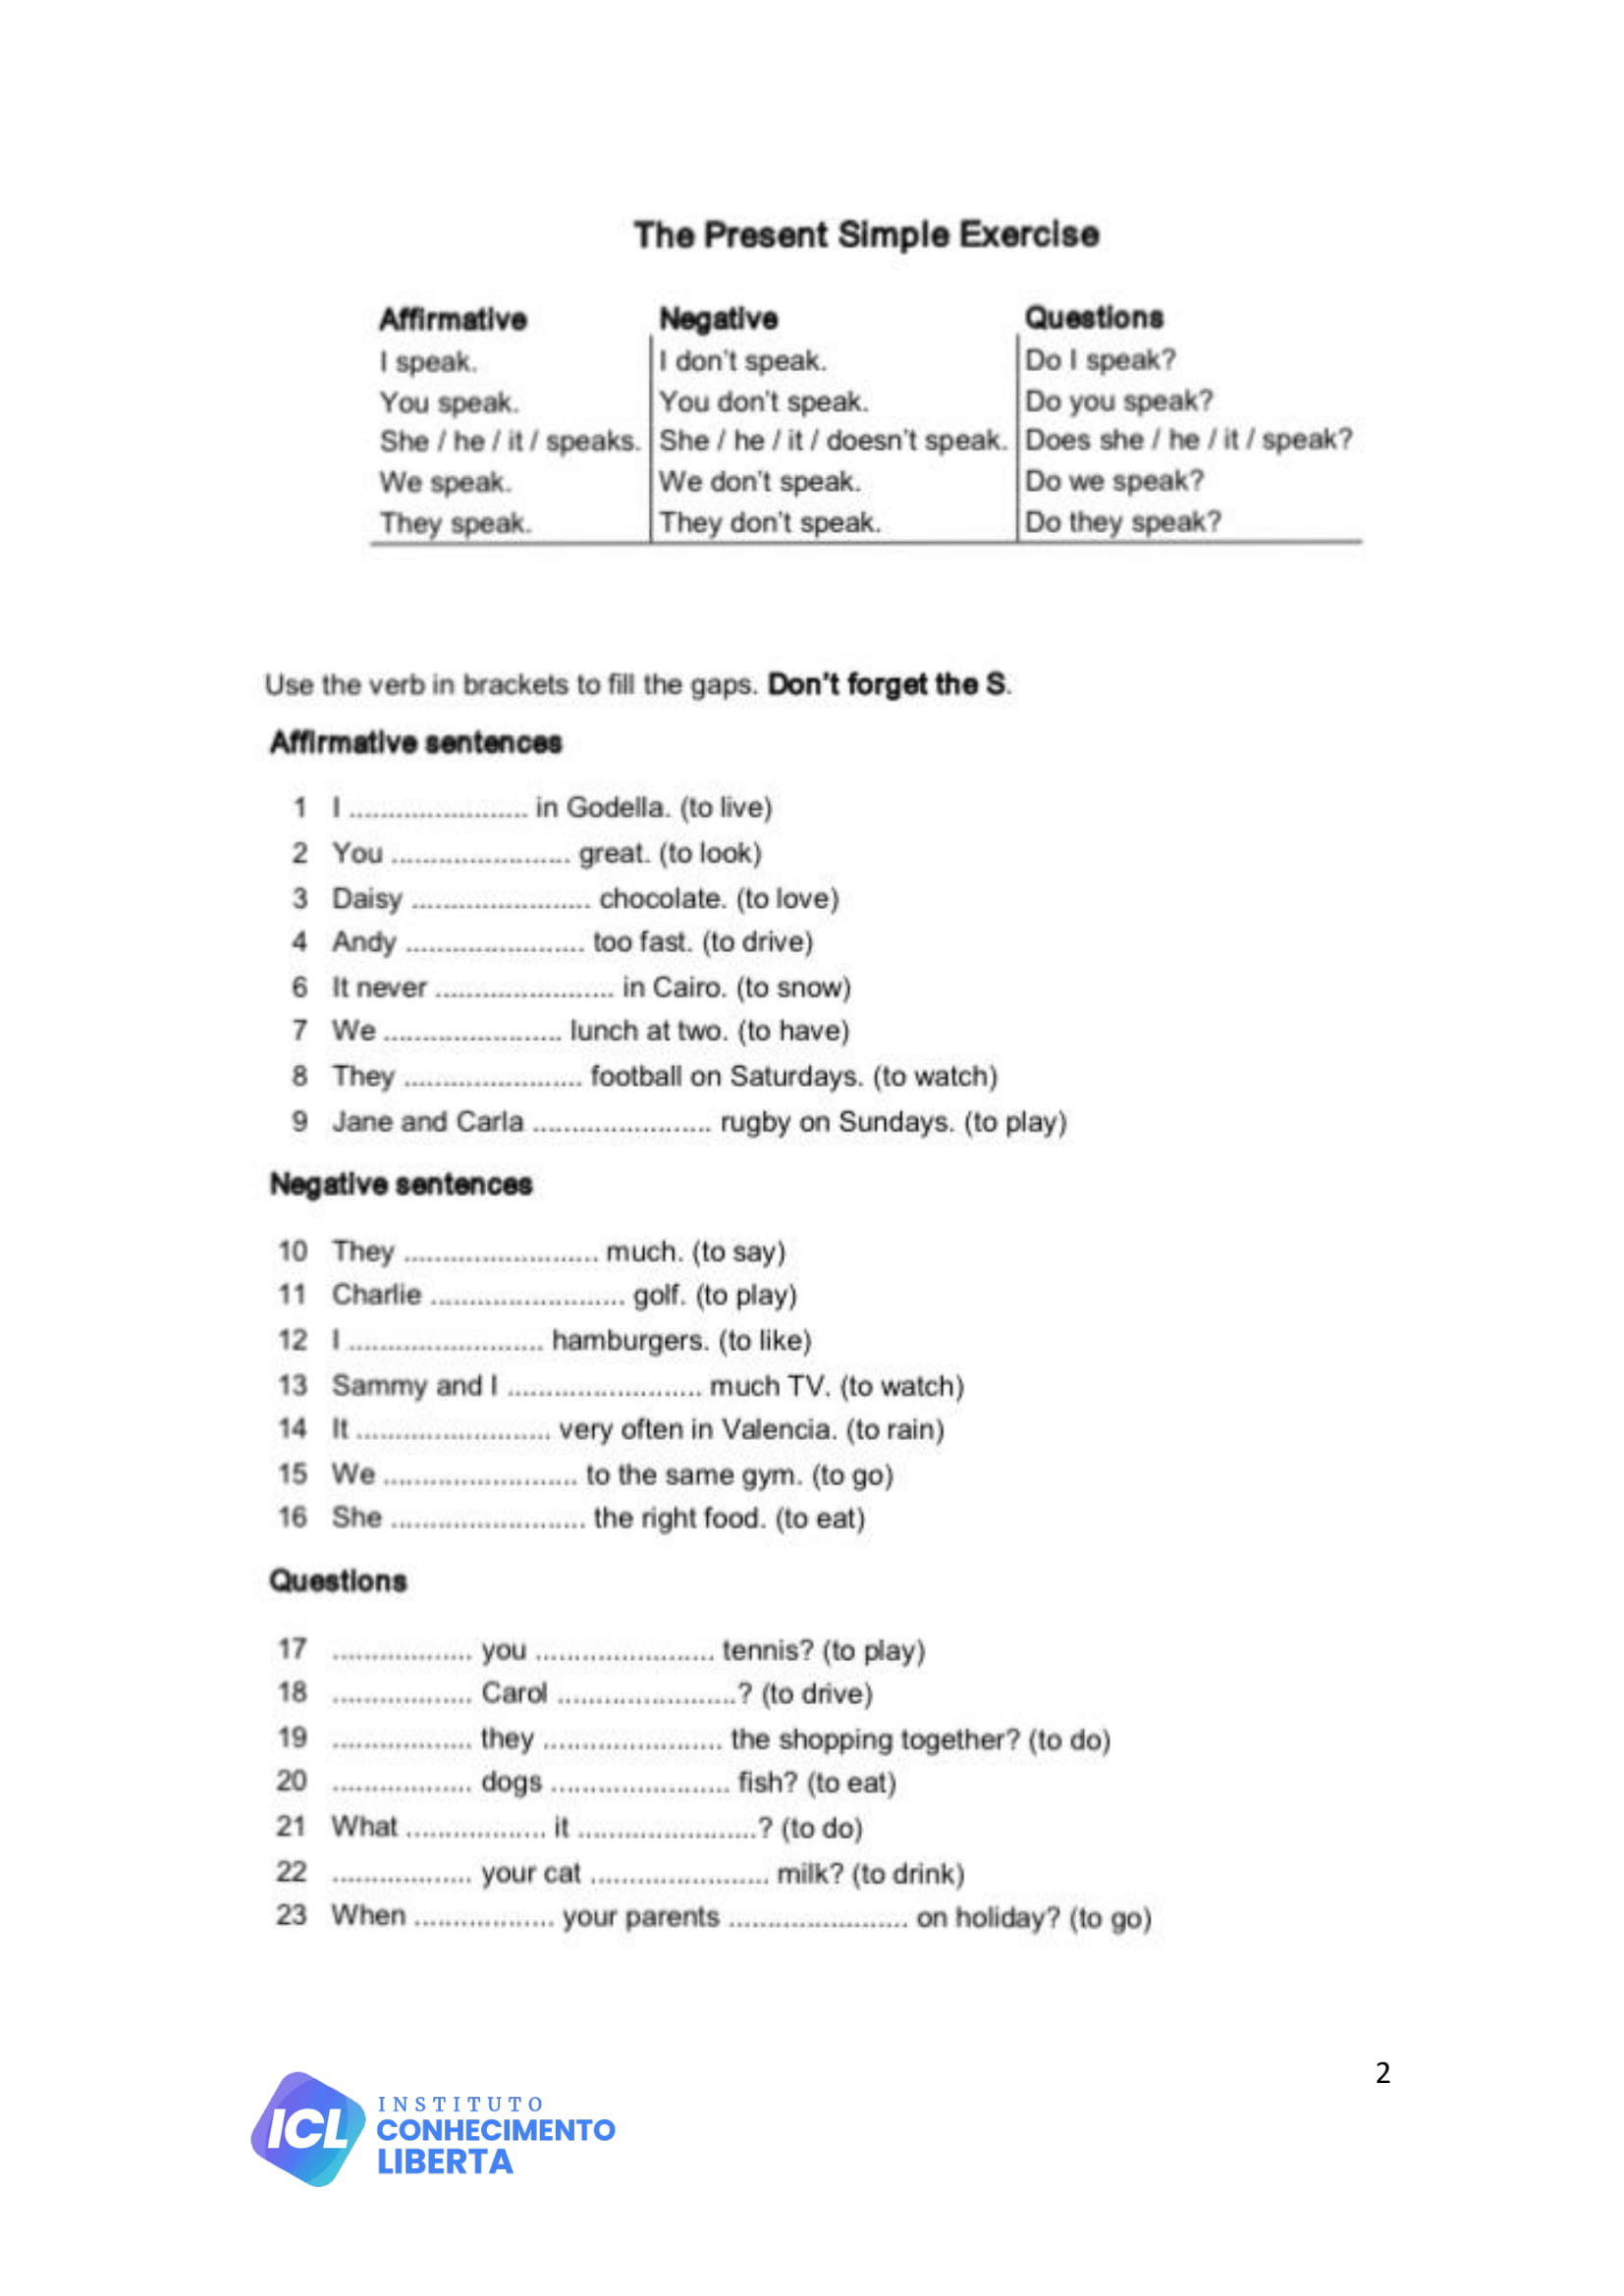 The Present Simple Exercise
Affirmative Negative Questions
I speak. I don't speak. Do I speak?
You speak. You don't speak. Do you speak?
She / he / it / speaks. She / he / it / doesn't speak. Does she / he / it / speak?
We speak. We don't speak. Do we speak?
They speak. They don't speak. Do they speak?
Use the verb in brackets to fill the gaps. Don't forget the S.
Affirmative sentences
1 I ....................... in Godella. (to live)
2 You ....................... great. (to look)
3 Daisy ....................... chocolate. (to love)
4 Andy ....................... too fast. (to drive)
6 It never ....................... in Cairo. (to snow)
7 We ....................... lunch at two. (to have)
8 They ....................... football on Saturdays. (to watch)
9 Jane and Carla ....................... rugby on Sundays. (to play)
Negative sentences
10 They ......................... much. (to say)
11 Charlie ......................... golf. (to play)
12 I ......................... hamburgers. (to like)
13 Sammy and I ......................... much TV. (to watch)
14 It ......................... very often in Valencia. (to rain)
15 We ......................... to the same gym. (to go)
16 She ......................... the right food. (to eat)
Questions
17 .................. you ....................... tennis? (to play)
18 .................. Carol .......................? (to drive)
19 .................. they ....................... the shopping together? (to do)
20 .................. dogs ....................... fish? (to eat)
21 What .................. it .......................? (to do)
22 .................. your cat ....................... milk? (to drink)
23 When .................. your parents ....................... on holiday? (to go)
2
ICL
INSTITUTO
CONHECIMENTO
LIBERTA